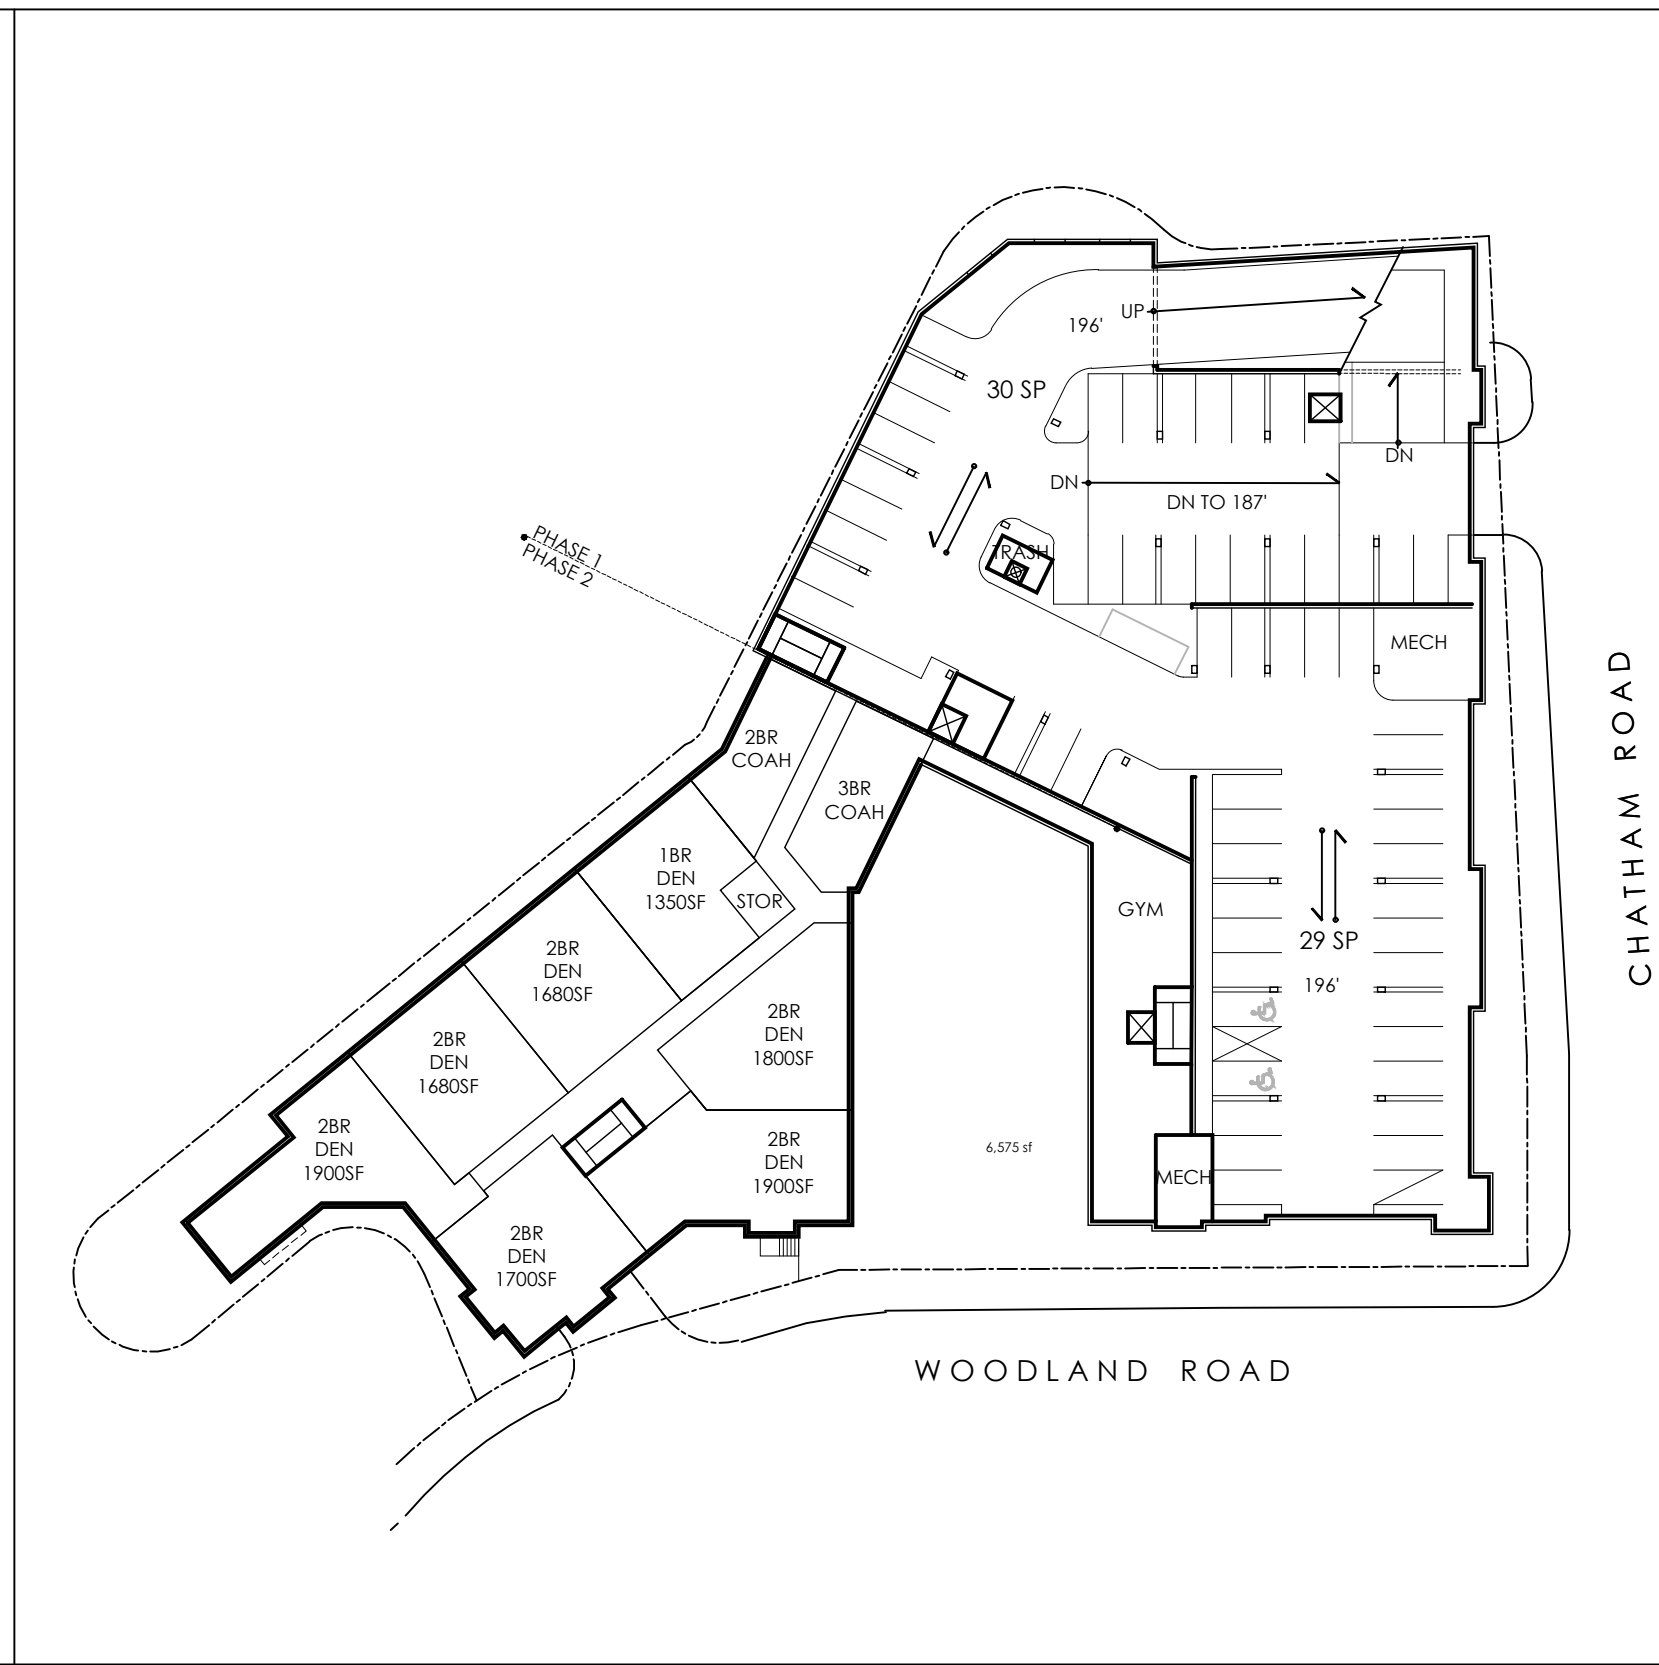 UP
196'
30 SP
DN
DN
DN TO 187'
PHASE 1
PHASE 2
TRASH
MECH
2BR
COAH
3BR
COAH
1BR
DEN
1350SF
STOR
GYM
29 SP
196'
2BR
DEN
1680SF
2BR
DEN
1680SF
2BR
DEN
1800SF
2BR
DEN
1900SF
2BR
DEN
1900SF
6,575 sf
MECH
2BR
DEN
1700SF
CHATHAM ROAD
WOODLAND ROAD